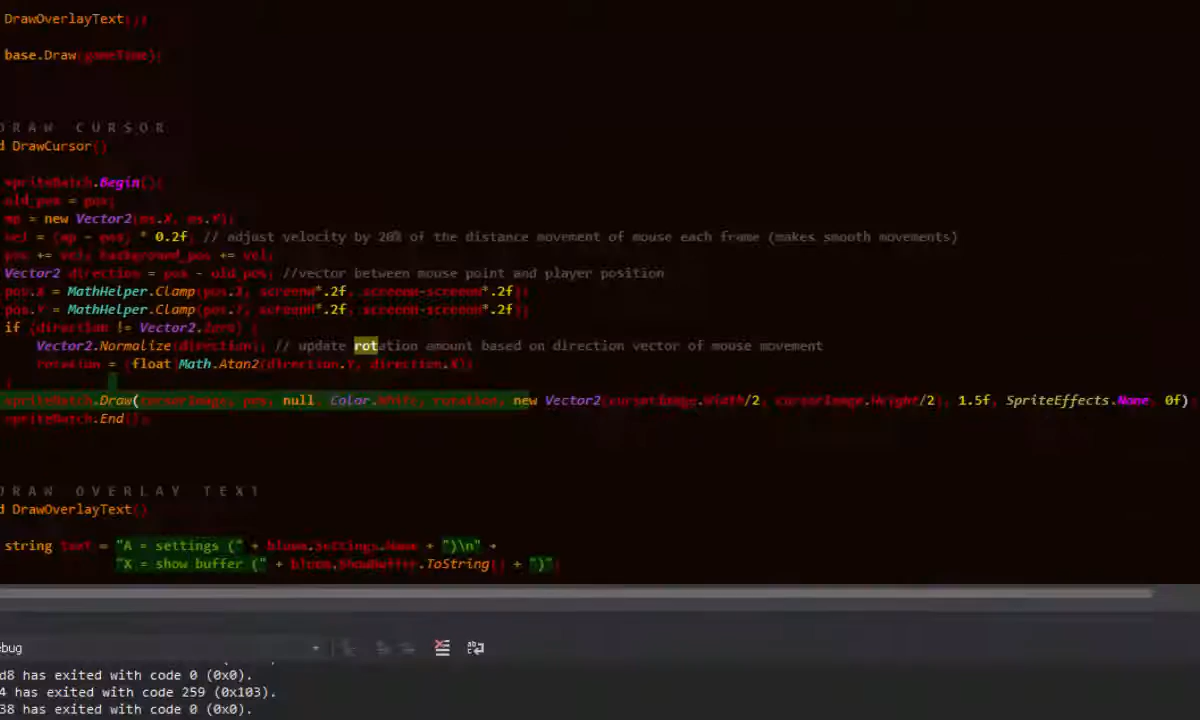 DrawOverlayText();
base.Draw(gameTime);
DRAW CURSOR
d DrawCursor()
spriteBatch.Begin();
old_pos = pos;
mp = new Vector2(ms.X, ms.Y);
vel = (mp - pos) * 0.2f; // adjust velocity by 20% of the distance movement of mouse each frame (makes smooth movements)
pos += vel; background_pos += vel;
Vector2 direction = pos - old_pos; //vector between mouse point and player position
pos.X = MathHelper.Clamp(pos.X, *.2f, *.2f);
pos.Y = MathHelper.Clamp(pos.Y, *.2f, *.2f);
if (direction != Vector2.Zero) {
Vector2.Normalize(direction); // update rotation amount based on direction vector of mouse movement
rotation = (float)Math.Atan2(direction.Y, direction.X);
}
spriteBatch.Draw(cursorImage, pos, null, Color.White, rotation, new Vector2(cursorImage.Width/2, cursorImage.Height/2), 1.5f, SpriteEffects.None, 0f)
spriteBatch.End();
DRAW OVERLAY TEXT
d DrawOverlayText()
string text = "A = settings (" + bloom.Settings.Name + ")\n" +
"X = show buffer (" + bloom.ShowBuffer.ToString() + ")"
ebug
d8 has exited with code 0 (0x0).
4 has exited with code 259 (0x103).
38 has exited with code 0 (0x0).